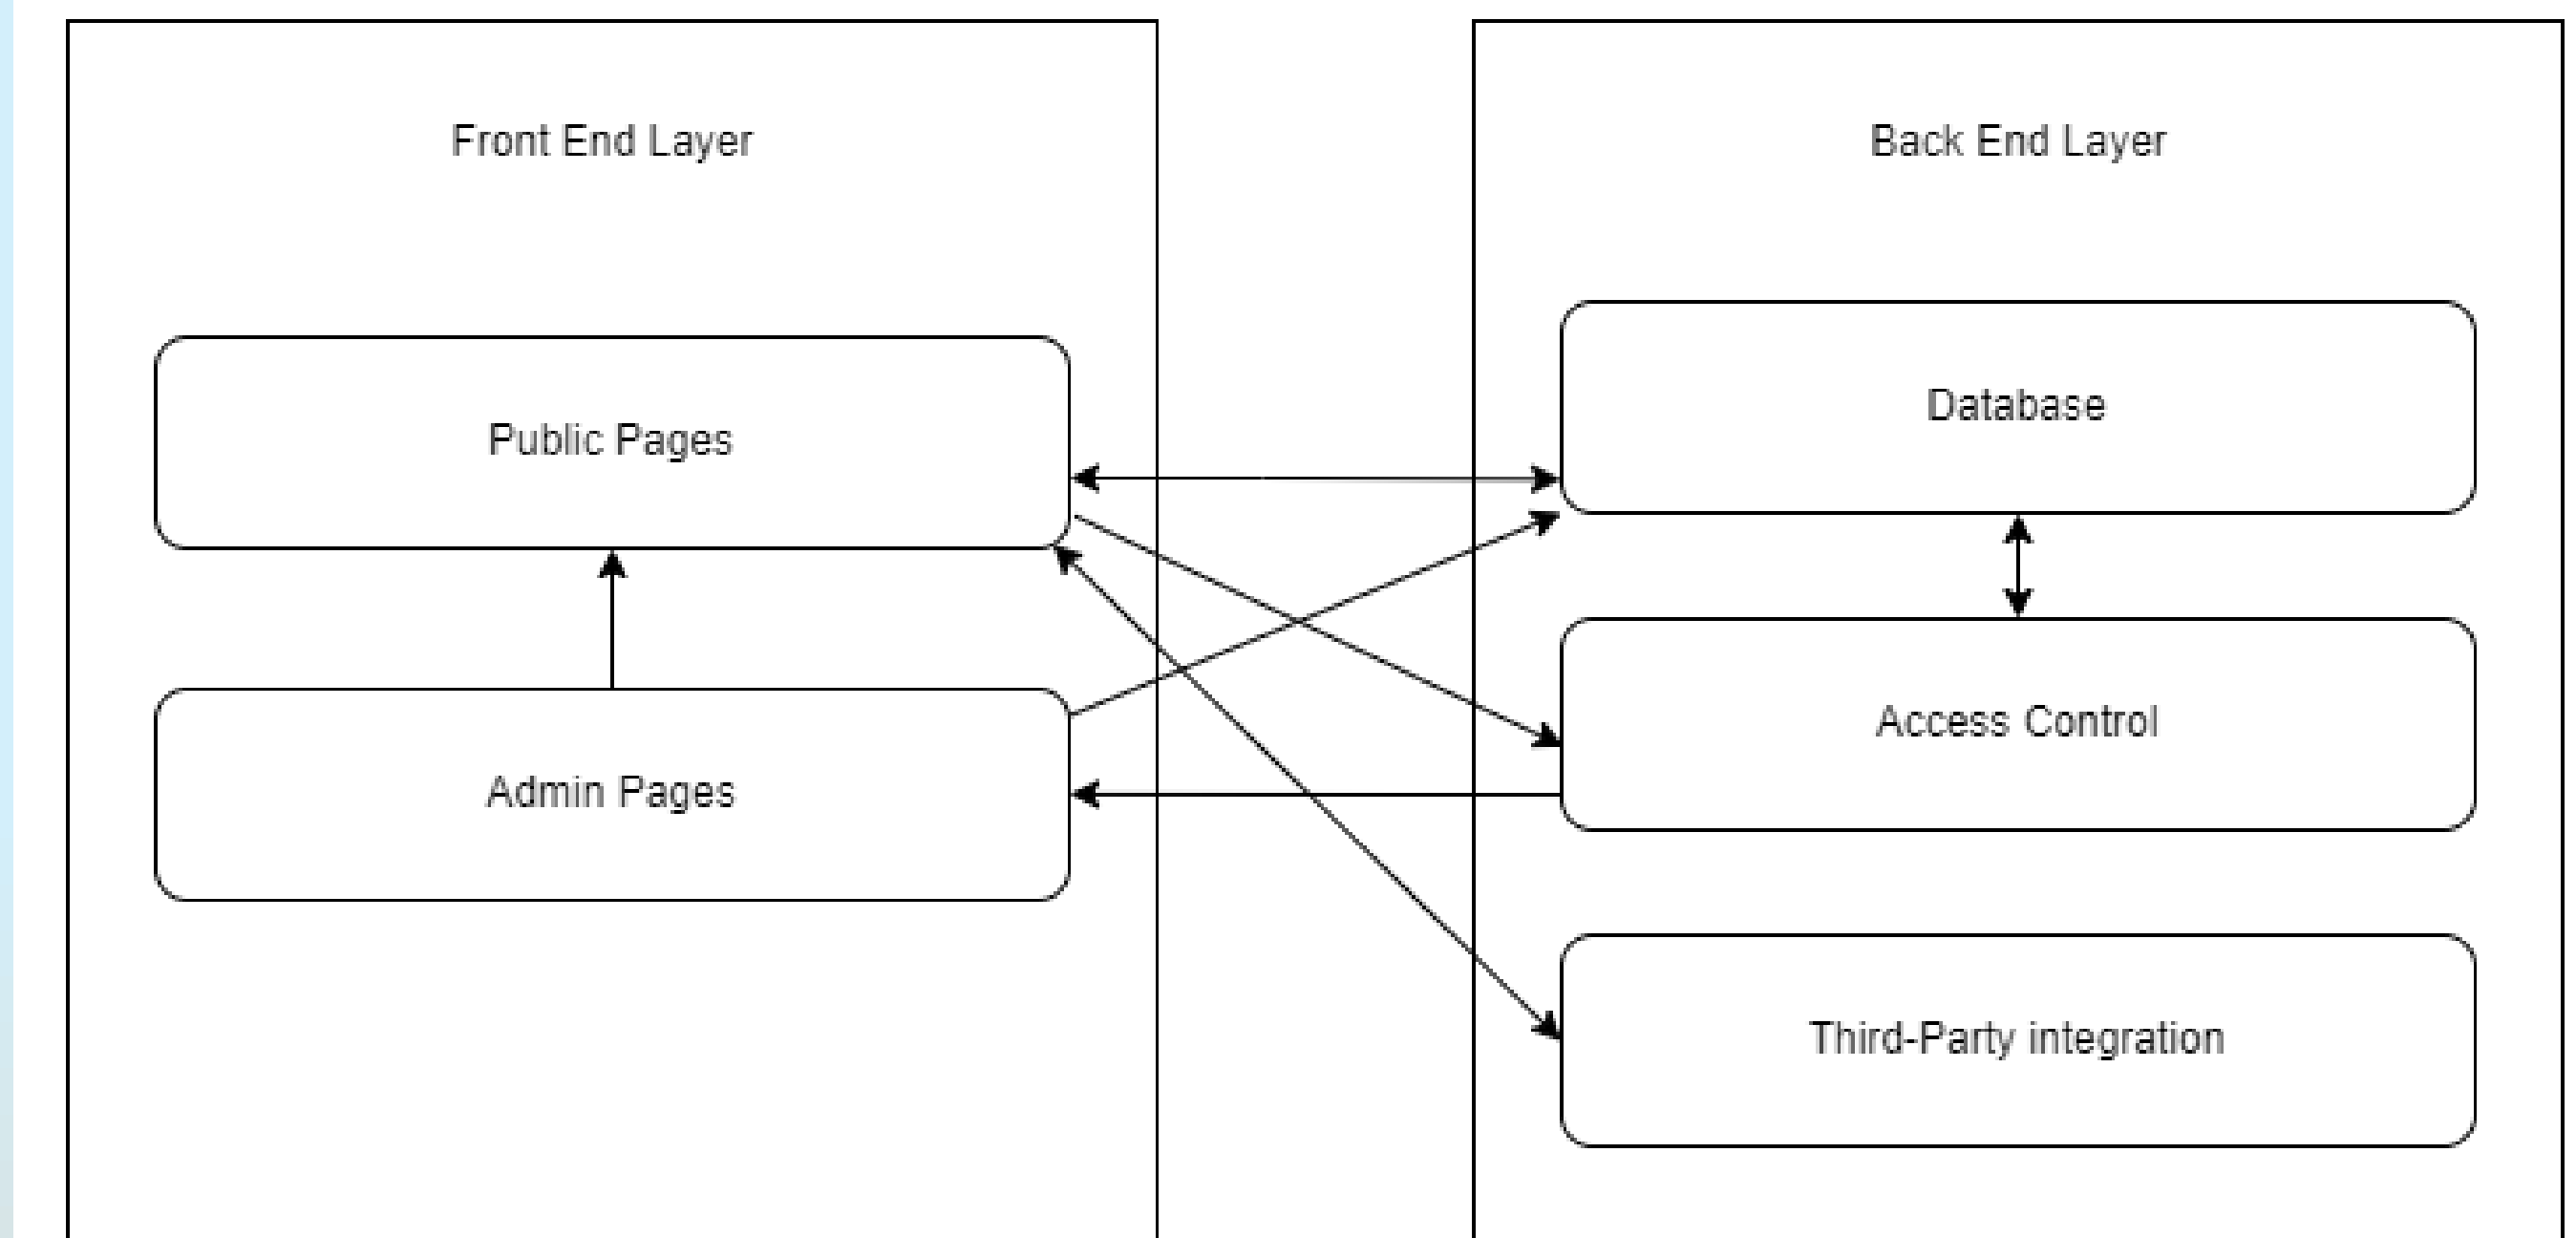 Front End Layer
Public Pages
Admin Pages
Back End Layer
Database
Access Control
Third-Party integration